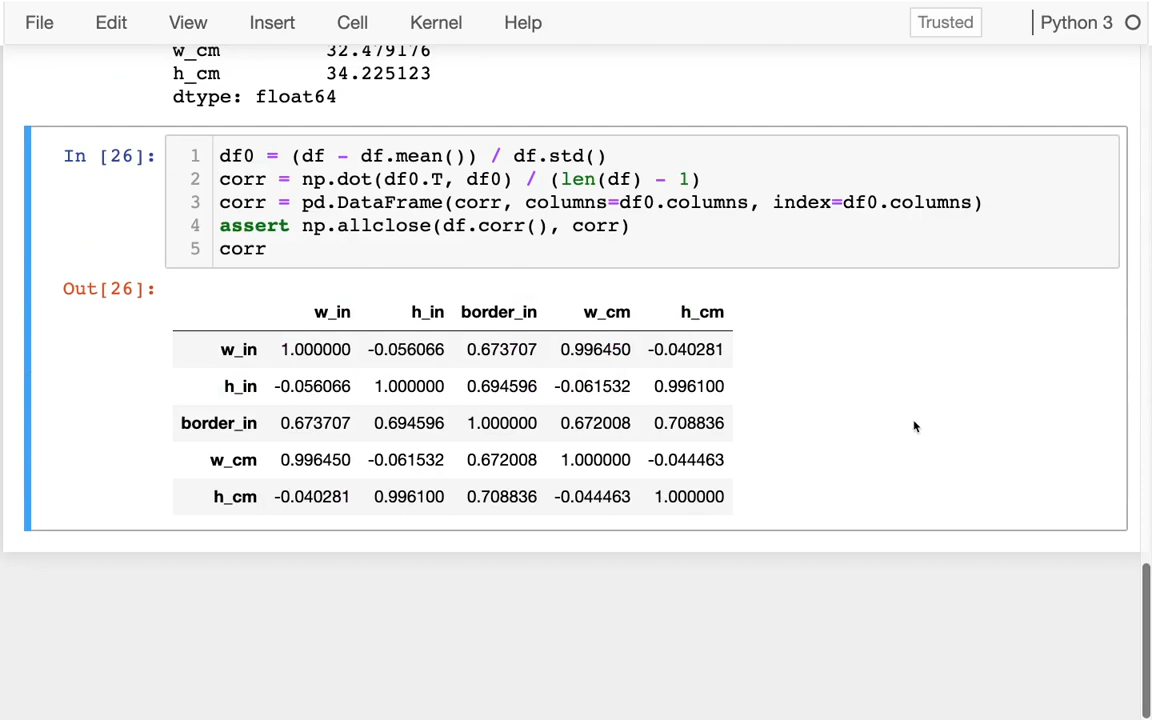 File Edit View Insert Cell Kernel Help Trusted Python 3
w_cm 32.479176
h_cm 34.225123
dtype: float64
In [26]: 1 df0 = (df - df.mean()) / df.std()
2 corr = np.dot(df0.T, df0) / (len(df) - 1)
3 corr = pd.DataFrame(corr, columns=df0.columns, index=df0.columns)
4 assert np.allclose(df.corr(), corr)
5 corr
Out[26]:
w_in h_in border_in w_cm h_cm
w_in 1.000000 -0.056066 0.673707 0.996450 -0.040281
h_in -0.056066 1.000000 0.694596 -0.061532 0.996100
border_in 0.673707 0.694596 1.000000 0.672008 0.708836
w_cm 0.996450 -0.061532 0.672008 1.000000 -0.044463
h_cm -0.040281 0.996100 0.708836 -0.044463 1.000000